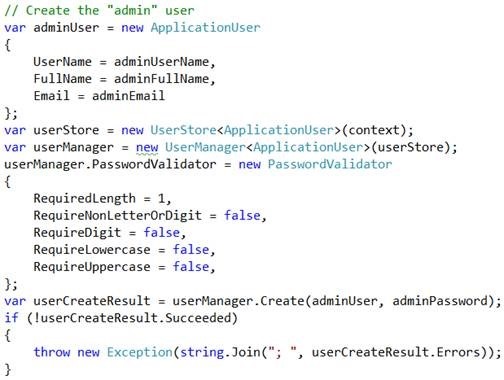 // Create the "admin" user
var adminUser = new ApplicationUser
{
    UserName = adminUserName,
    FullName = adminFullName,
    Email = adminEmail
};
var userStore = new UserStore<ApplicationUser>(context);
var userManager = new UserManager<ApplicationUser>(userStore);
userManager.PasswordValidator = new PasswordValidator
{
    RequiredLength = 1,
    RequireNonLetterOrDigit = false,
    RequireDigit = false,
    RequireLowercase = false,
    RequireUppercase = false,
};
var userCreateResult = userManager.Create(adminUser, adminPassword);
if (!userCreateResult.Succeeded)
{
    throw new Exception(string.Join("; ", userCreateResult.Errors));
}